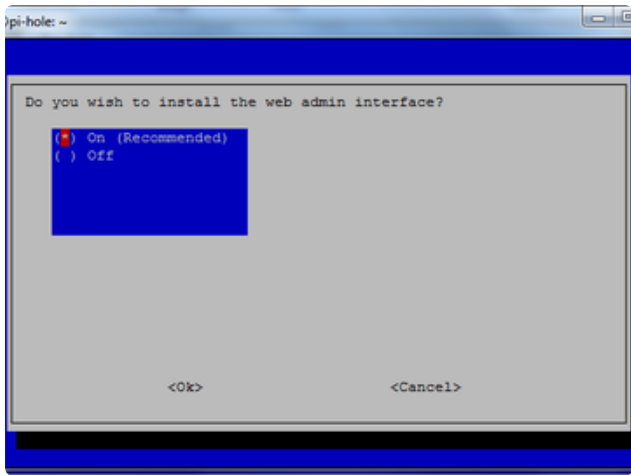 pi-hole: ~
Do you wish to install the web admin interface?
(*) On (Recommended)
( ) Off
<Ok> <Cancel>